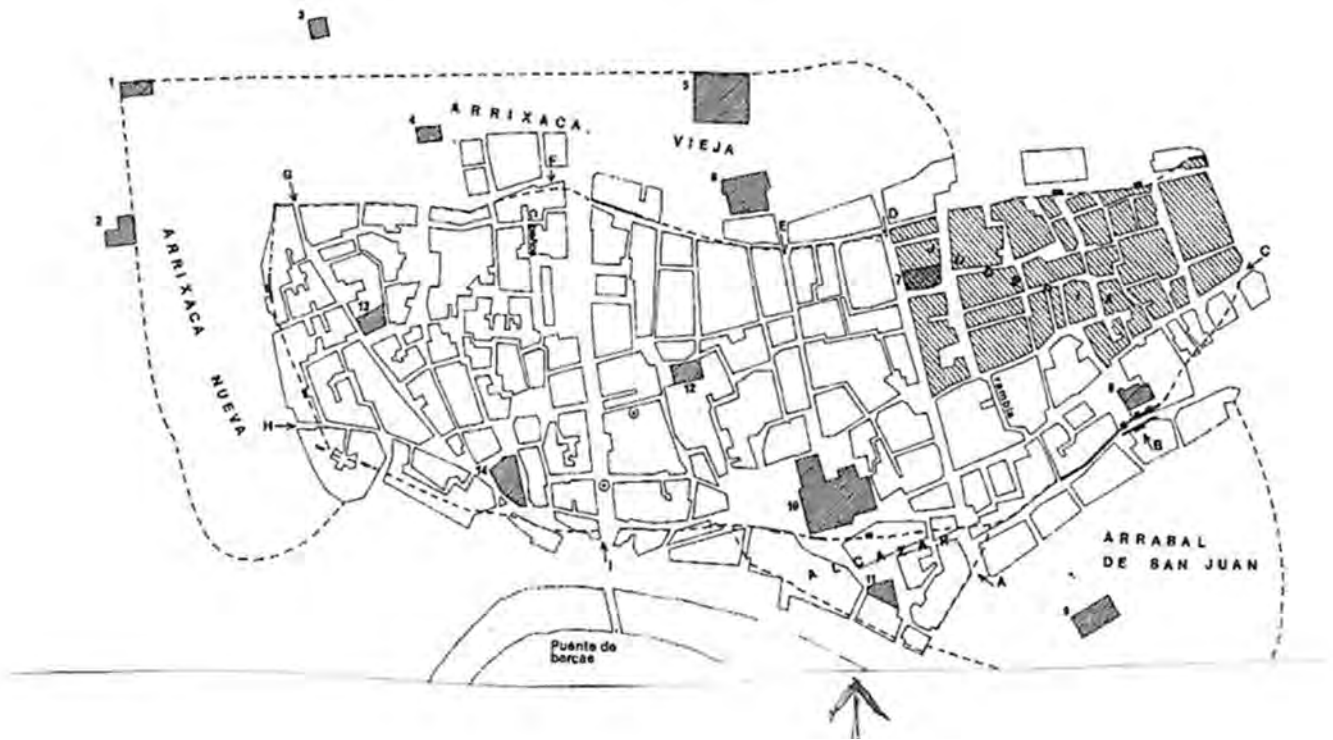 3
1
5
ARRIXACA.
4
VIEJA
6
G
F
2
D
E
ARRIXACA
JUDERIA
C
7
13
NUEVA
12
8
rambla
H
B
14
10
ALCAZAR
ARRABAL
DE SAN JUAN
I
11
A
9
Puente de
barcas